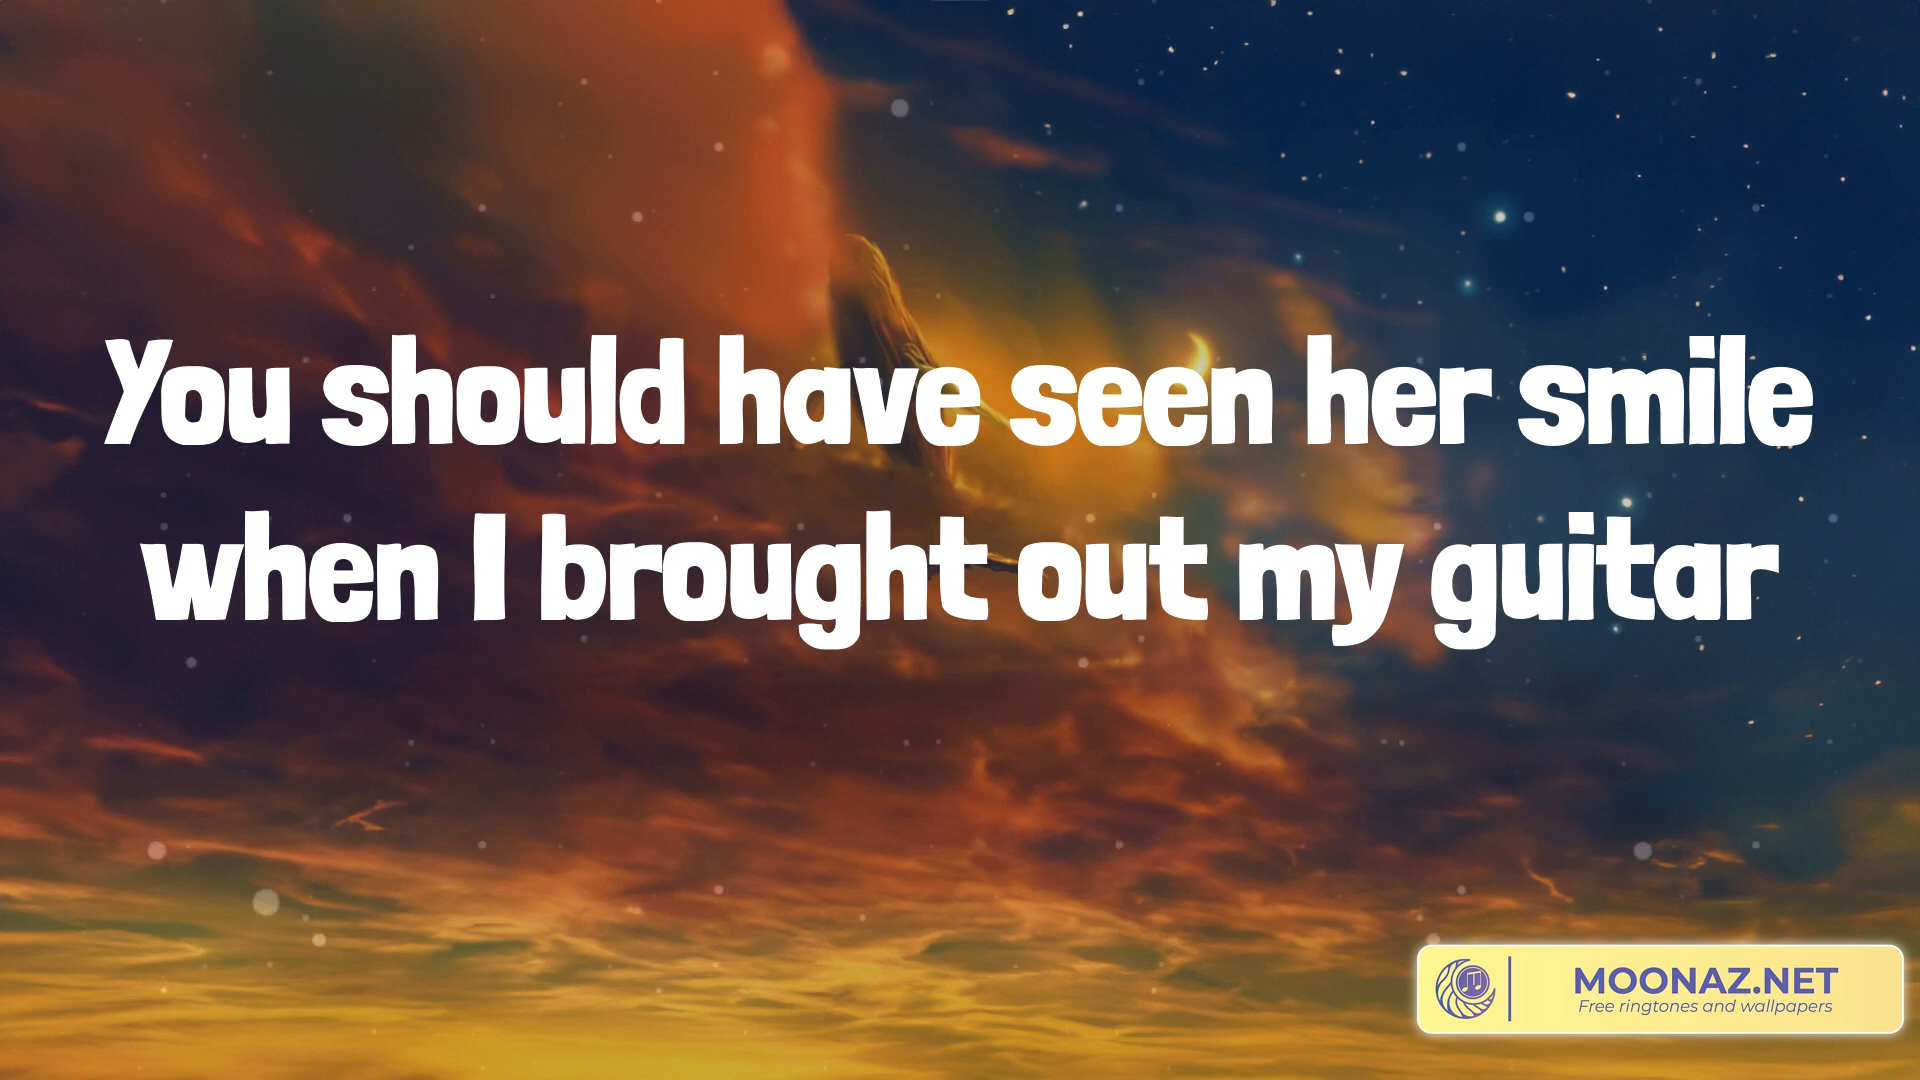 You should have seen her smile
when I brought out my guitar
MOONAZ.NET
Free ringtones and wallpapers